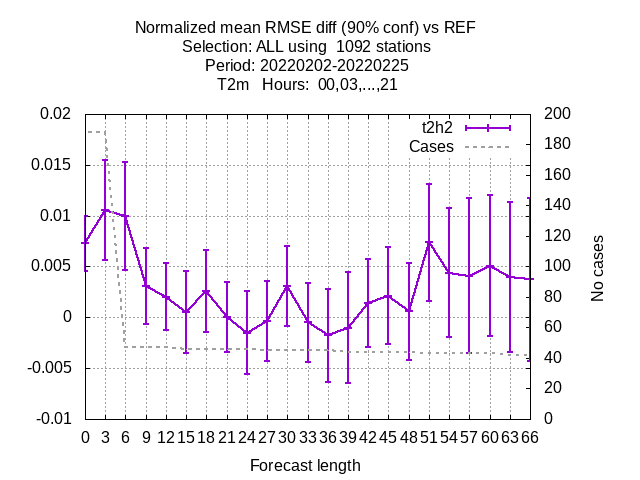 Normalized mean RMSE diff (90% conf) vs REF
Selection: ALL using  1092 stations
Period: 20220202-20220225
T2m   Hours:  00,03,...,21
0.02 200
t2h2
180
Cases
0.015 160
140
0.01 120
0.005 100
No cases
80
0 60
-0.005 40
20
-0.01 0
0 3 6 9 12 15 18 21 24 27 30 33 36 39 42 45 48 51 54 57 60 63 66
Forecast length